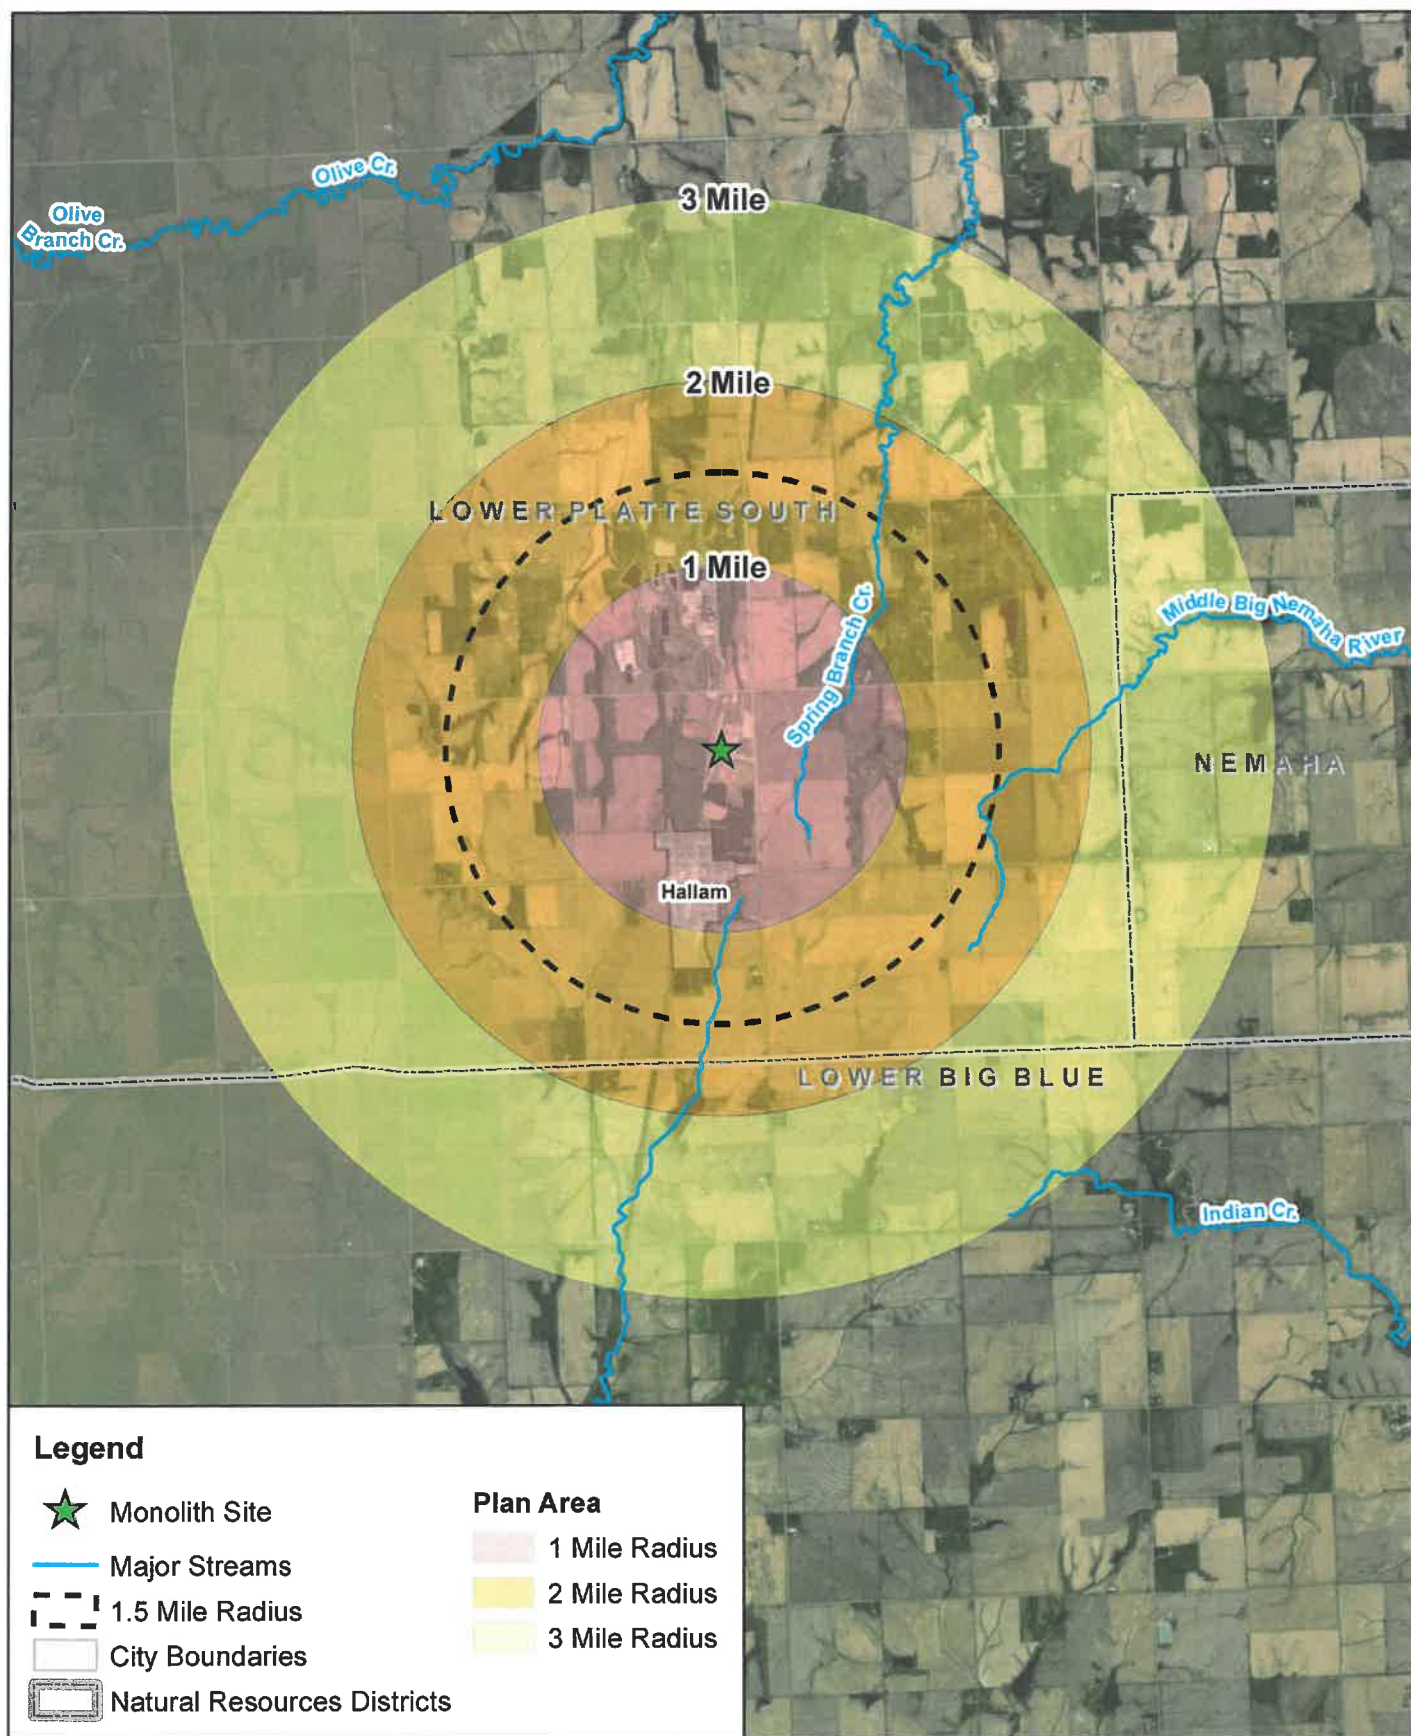 Olive Cr.
Olive
Branch Cr.
3 Mile
2 Mile
LOWER PLATTE SOUTH
1 Mile
Spring Branch Cr.
Middle Big Nemaha River
NEMAHA
Hallam
LOWER BIG BLUE
Indian Cr.
Legend
Monolith Site
Major Streams
1.5 Mile Radius
City Boundaries
Natural Resources Districts
Plan Area
1 Mile Radius
2 Mile Radius
3 Mile Radius